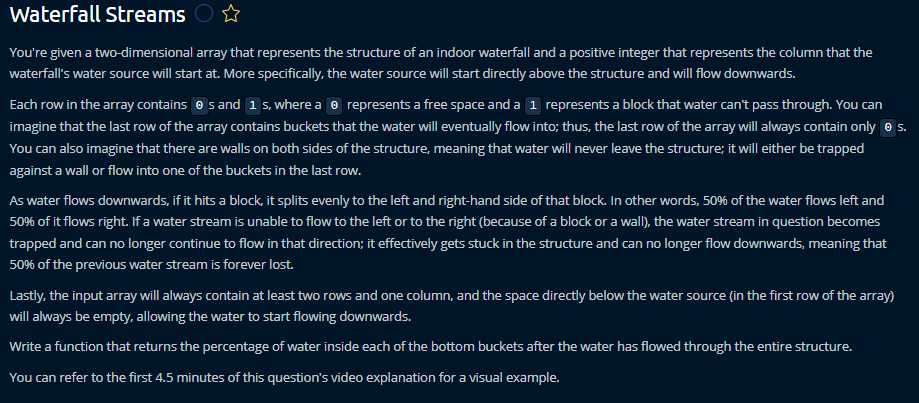 Waterfall Streams
You're given a two-dimensional array that represents the structure of an indoor waterfall and a positive integer that represents the column that the
waterfall's water source will start at. More specifically, the water source will start directly above the structure and will flow downwards.
Each row in the array contains 0 s and 1 s, where a 0 represents a free space and a 1 represents a block that water can't pass through. You can
imagine that the last row of the array contains buckets that the water will eventually flow into; thus, the last row of the array will always contain only 0 s.
You can also imagine that there are walls on both sides of the structure, meaning that water will never leave the structure; it will either be trapped
against a wall or flow into one of the buckets in the last row.
As water flows downwards, if it hits a block, it splits evenly to the left and right-hand side of that block. In other words, 50% of the water flows left and
50% of it flows right. If a water stream is unable to flow to the left or to the right (because of a block or a wall), the water stream in question becomes
trapped and can no longer continue to flow in that direction; it effectively gets stuck in the structure and can no longer flow downwards, meaning that
50% of the previous water stream is forever lost.
Lastly, the input array will always contain at least two rows and one column, and the space directly below the water source (in the first row of the array)
will always be empty, allowing the water to start flowing downwards.
Write a function that returns the percentage of water inside each of the bottom buckets after the water has flowed through the entire structure.
You can refer to the first 4.5 minutes of this question's video explanation for a visual example.